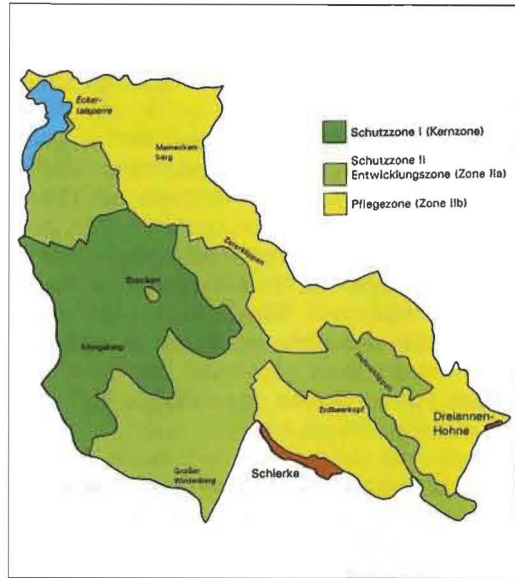 Ecker-
talsperre
Meinecken-
berg
Schutzzone I (Kernzone)
Schutzzone II
Entwicklungszone (Zone IIa)
Pflegezone (Zone IIb)
Zeterklippen
Brocken
Königsberg
Hohneklippen
Erdbeerkopf
Dreiannen-
Hohne
Schierke
Großer
Winterberg